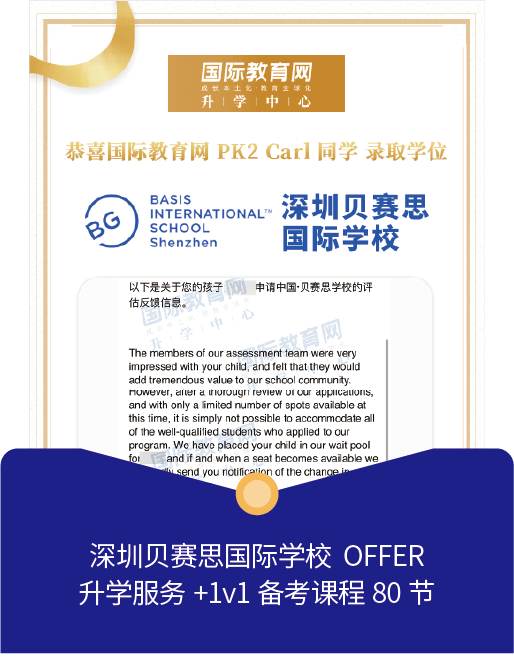 国际教育网
成长本土化·教育全球化
升|学|中|心
恭喜国际教育网 PK2 Carl 同学 录取学位
BG
BASIS
INTERNATIONAL™
SCHOOL
Shenzhen
深圳贝赛思
国际学校
以下是关于您的孩子 申请中国·贝赛思学校的评
估反馈信息。
国际教育网
升|学|中|心
The members of our assessment team were very
impressed with your child, and felt that they would
add tremendous value to our school community.
However, after a thorough review of our applications,
and with only a limited number of spots available at
this time, it is simply not possible to accommodate all
of the well-qualified students who applied to our
program. We have placed your child in our wait pool
for and if and when a seat becomes available we
send you notification of the change in
深圳贝赛思国际学校 OFFER
升学服务 +1v1 备考课程 80 节